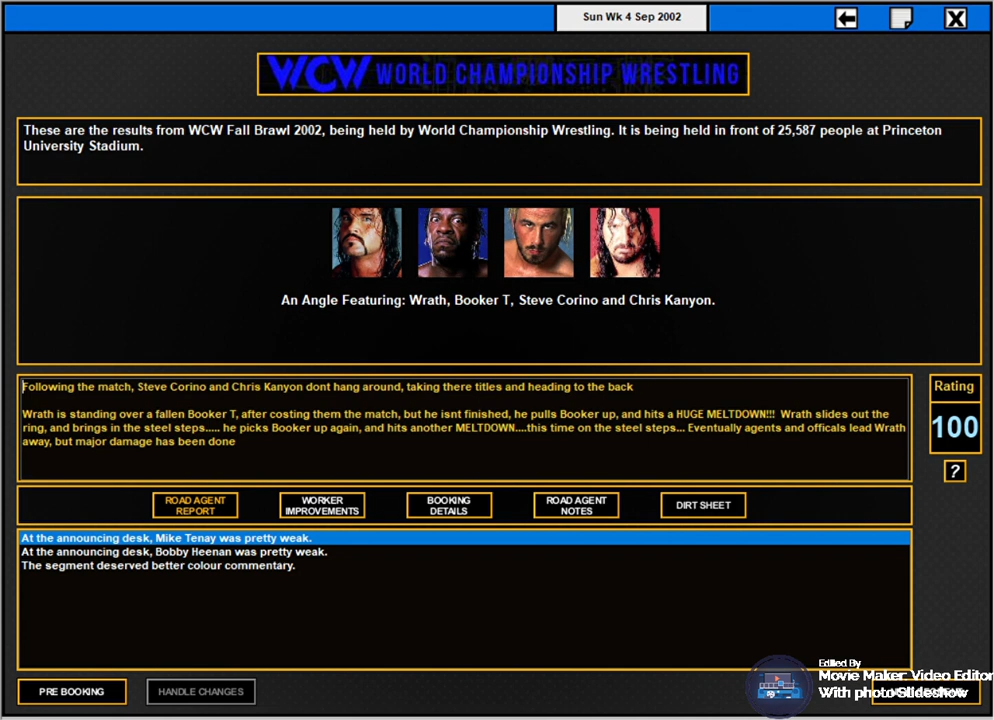 Sun Wk 4 Sep 2002
WCW WORLD CHAMPIONSHIP WRESTLING
These are the results from WCW Fall Brawl 2002, being held by World Championship Wrestling. It is being held in front of 25,587 people at Princeton
University Stadium.
An Angle Featuring: Wrath, Booker T, Steve Corino and Chris Kanyon.
Following the match, Steve Corino and Chris Kanyon dont hang around, taking there titles and heading to the back
Wrath is standing over a fallen Booker T, after costing them the match, but he isnt finished, he pulls Booker up, and hits a HUGE MELTDOWN!!! Wrath slides out the
ring, and brings in the steel steps..... he picks Booker up again, and hits another MELTDOWN....this time on the steel steps... Eventually agents and officals lead Wrath
away, but major damage has been done
Rating
100
?
ROAD AGENT
REPORT
WORKER
IMPROVEMENTS
BOOKING
DETAILS
ROAD AGENT
NOTES
DIRT SHEET
At the announcing desk, Mike Tenay was pretty weak.
At the announcing desk, Bobby Heenan was pretty weak.
The segment deserved better colour commentary.
PRE BOOKING
HANDLE CHANGES
Edited By
Movie Maker: Video Editor
With photo Slideshow